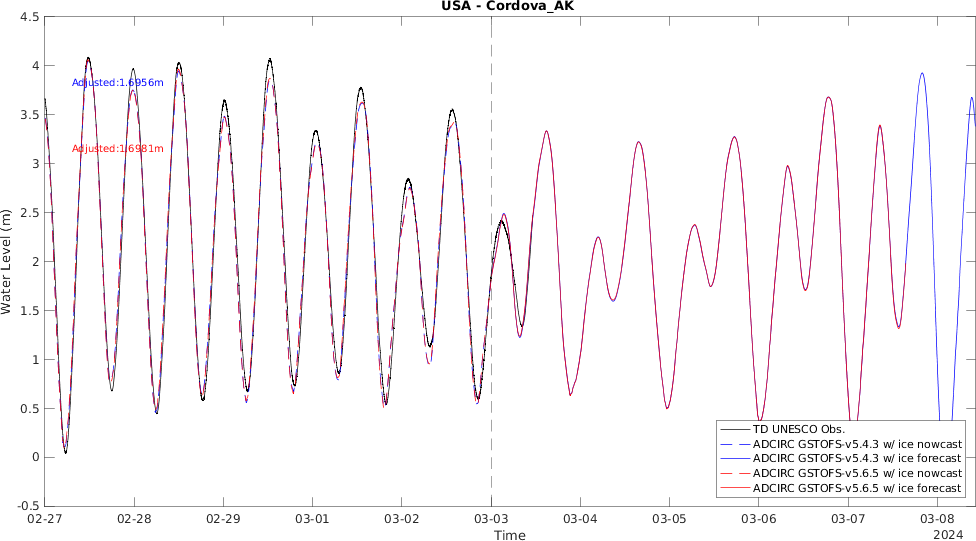 USA - Cordova_AK
4.5
4
3.5
3
2.5
2
1.5
1
0.5
0
-0.5
Water Level (m)
Adjusted:1.6956m
Adjusted:1.6981m
TD UNESCO Obs.
ADCIRC GSTOFS-v5.4.3 w/ ice nowcast
ADCIRC GSTOFS-v5.4.3 w/ ice forecast
ADCIRC GSTOFS-v5.6.5 w/ ice nowcast
ADCIRC GSTOFS-v5.6.5 w/ ice forecast
02-27 02-28 02-29 03-01 03-02 03-03 03-04 03-05 03-06 03-07 03-08
Time
2024